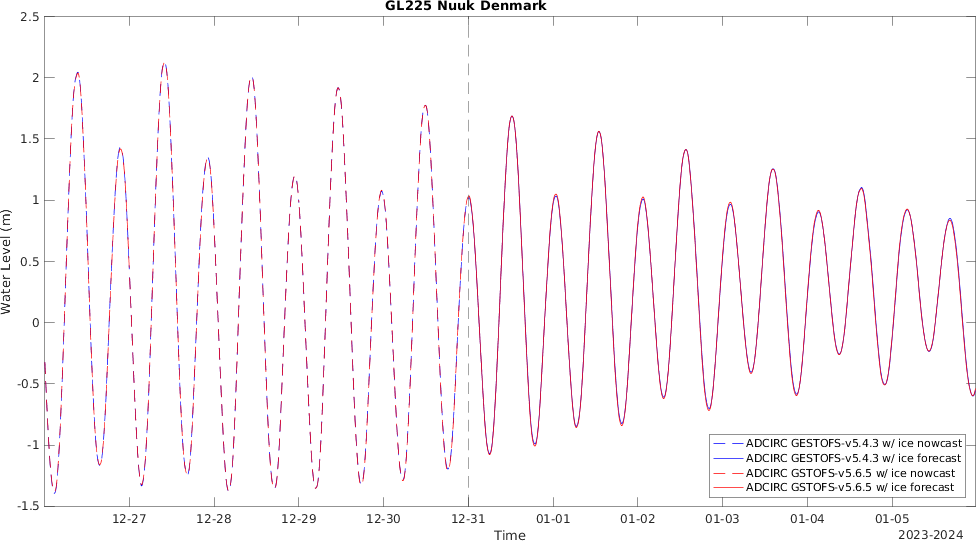 GL225 Nuuk Denmark
2.5
2
1.5
1
0.5
0
-0.5
-1
-1.5
Water Level (m)
12-27 12-28 12-29 12-30 12-31 01-01 01-02 01-03 01-04 01-05
Time
2023-2024
ADCIRC GESTOFS-v5.4.3 w/ ice nowcast
ADCIRC GESTOFS-v5.4.3 w/ ice forecast
ADCIRC GSTOFS-v5.6.5 w/ ice nowcast
ADCIRC GSTOFS-v5.6.5 w/ ice forecast